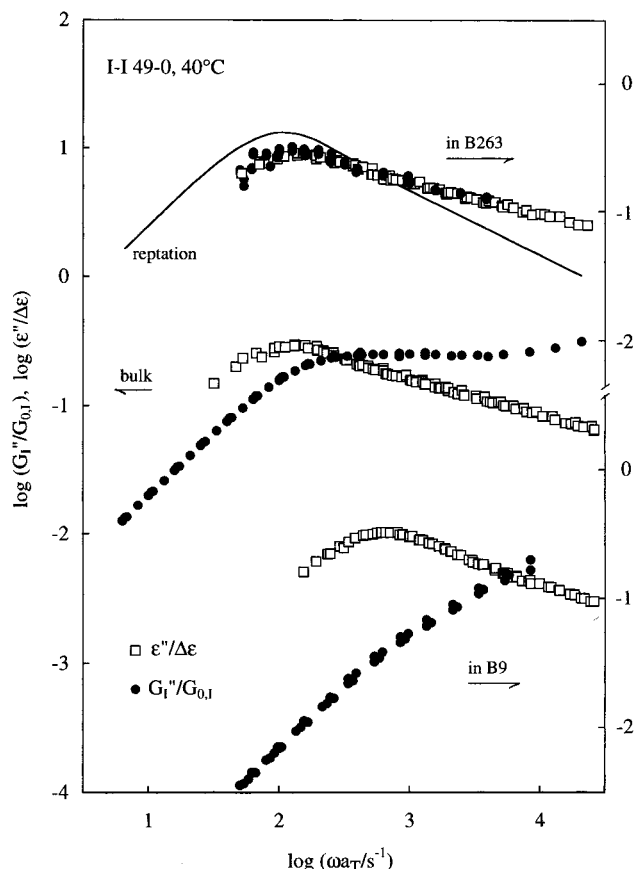 2
1
0
-1
-2
-3
-4
0
-1
-2
0
-1
-2
I-I 49-0, 40°C
in B263
reptation
bulk
ε"/Δε
G_I"/G_0,I
in B9
1
2
3
4
log (ωa_T/s⁻¹)
log (G_I"/G_0,I), log (ε"/Δε)